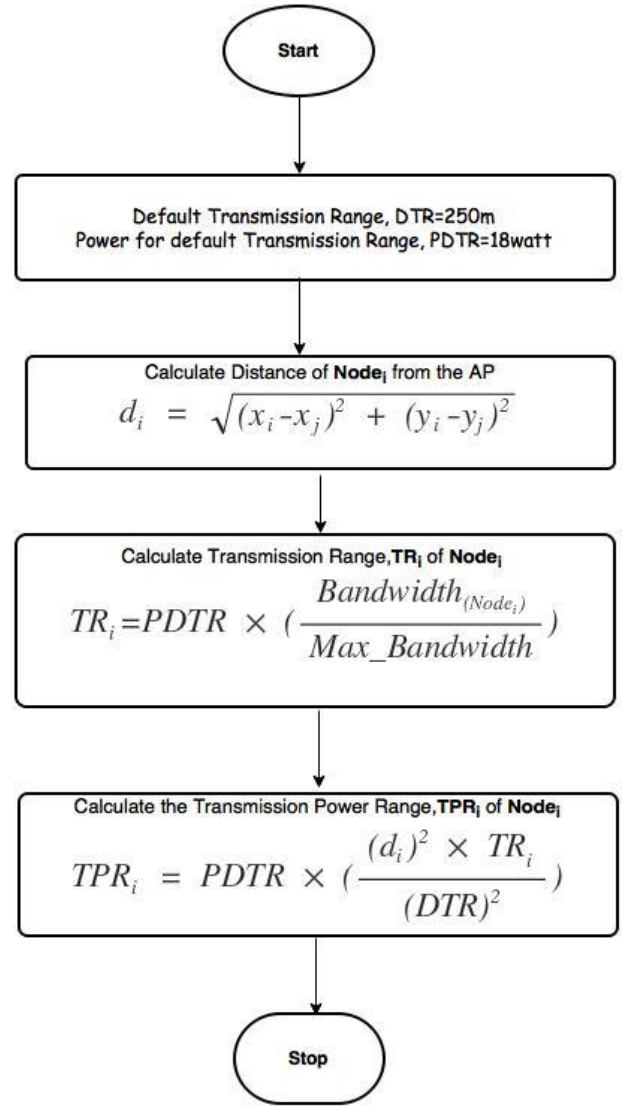 Start
Default Transmission Range, DTR=250m
Power for default Transmission Range, PDTR=18watt
Calculate Distance of Nodeᵢ from the AP
dᵢ = √(xᵢ-xⱼ)² + (yᵢ-yⱼ)²
Calculate Transmission Range,TRᵢ of Nodeᵢ
TRᵢ=PDTR × (Bandwidth(Nodeᵢ) / Max_Bandwidth)
Calculate the Transmission Power Range,TPRᵢ of Nodeᵢ
TPRᵢ = PDTR × ((dᵢ)² × TRᵢ / (DTR)²)
Stop